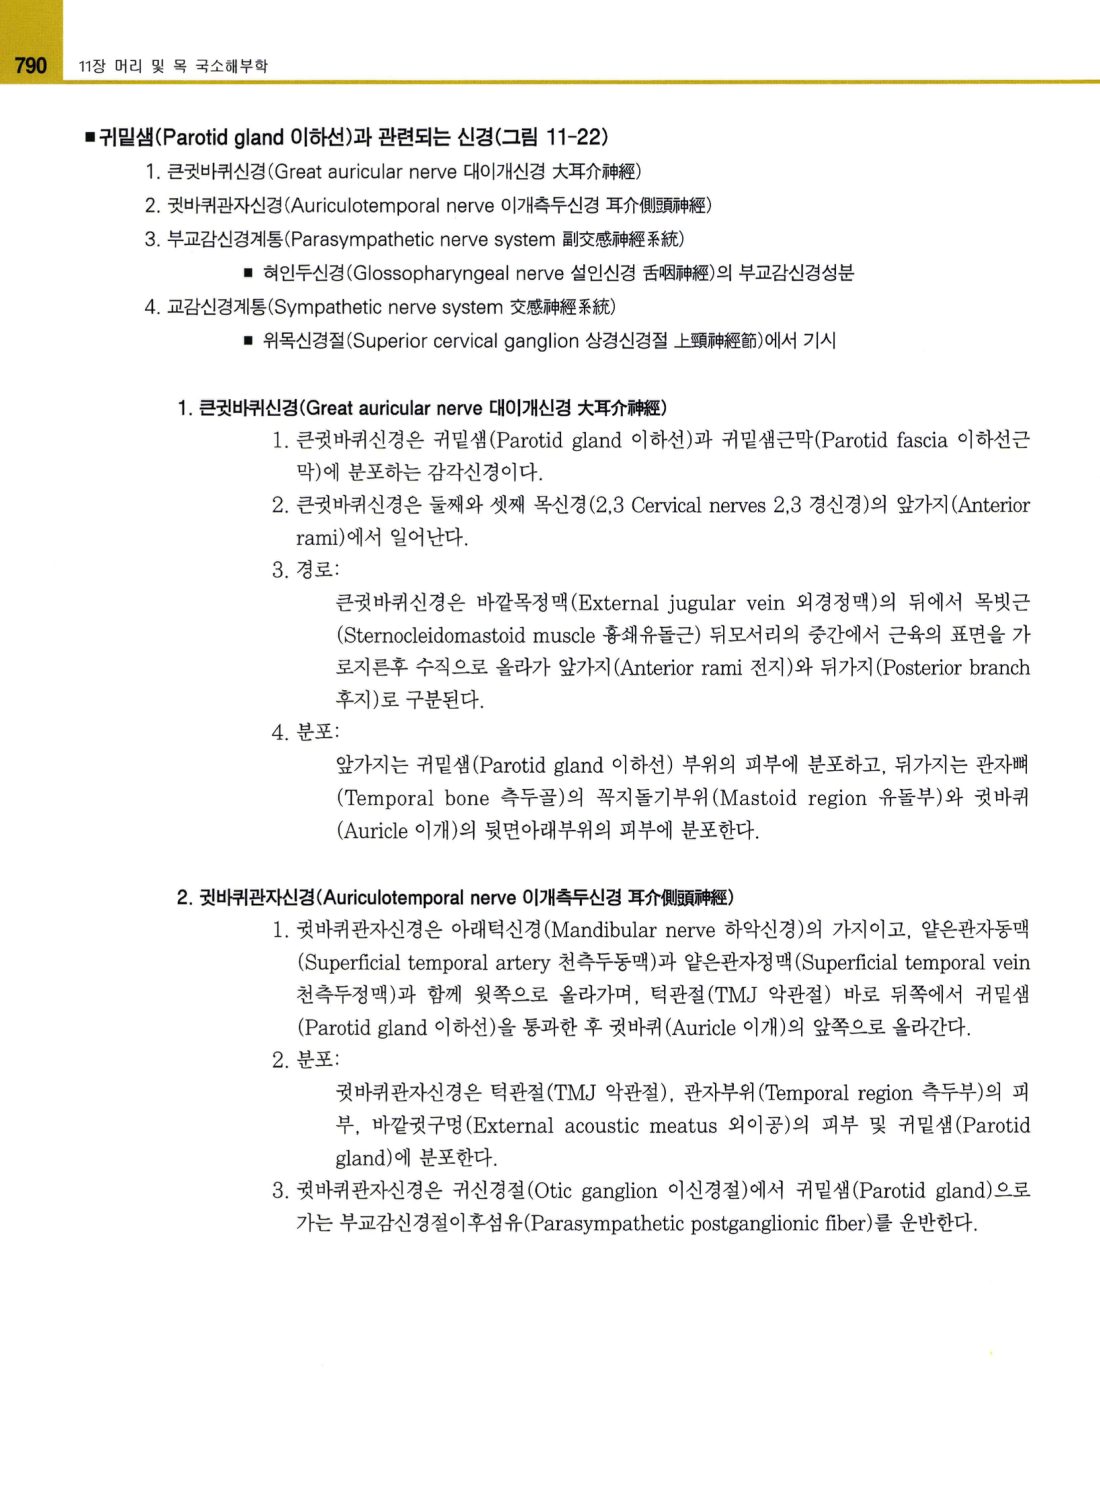 790
11장 머리 및 목 국소해부학
■ 귀밑샘(Parotid gland 이하선)과 관련되는 신경(그림 11-22)
1. 큰귓바퀴신경(Great auricular nerve 대이개신경 大耳介神經)
2. 귓바퀴관자신경(Auriculotemporal nerve 이개측두신경 耳介側頭神經)
3. 부교감신경계통(Parasympathetic nerve system 副交感神經系統)
■ 혀인두신경(Glossopharyngeal nerve 설인신경 舌咽神經)의 부교감신경성분
4. 교감신경계통(Sympathetic nerve system 交感神經系統)
■ 위목신경절(Superior cervical ganglion 상경신경절 上頸神經節)에서 기시
1. 큰귓바퀴신경(Great auricular nerve 대이개신경 大耳介神經)
1. 큰귓바퀴신경은 귀밑샘(Parotid gland 이하선)과 귀밑샘근막(Parotid fascia 이하선근
막)에 분포하는 감각신경이다.
2. 큰귓바퀴신경은 둘째와 셋째 목신경(2,3 Cervical nerves 2,3 경신경)의 앞가지(Anterior
rami)에서 일어난다.
3. 경로:
큰귓바퀴신경은 바깥목정맥(External jugular vein 외경정맥)의 뒤에서 목빗근
(Sternocleidomastoid muscle 흉쇄유돌근) 뒤모서리의 중간에서 근육의 표면을 가
로지른후 수직으로 올라가 앞가지(Anterior rami 전지)와 뒤가지(Posterior branch
후지)로 구분된다.
4. 분포:
앞가지는 귀밑샘(Parotid gland 이하선) 부위의 피부에 분포하고, 뒤가지는 관자뼈
(Temporal bone 측두골)의 꼭지돌기부위(Mastoid region 유돌부)와 귓바퀴
(Auricle 이개)의 뒷면아래부위의 피부에 분포한다.
2. 귓바퀴관자신경(Auriculotemporal nerve 이개측두신경 耳介側頭神經)
1. 귓바퀴관자신경은 아래턱신경(Mandibular nerve 하악신경)의 가지이고, 얕은관자동맥
(Superficial temporal artery 천측두동맥)과 얕은관자정맥(Superficial temporal vein
천측두정맥)과 함께 윗쪽으로 올라가며, 턱관절(TMJ 악관절) 바로 뒤쪽에서 귀밑샘
(Parotid gland 이하선)을 통과한 후 귓바퀴(Auricle 이개)의 앞쪽으로 올라간다.
2. 분포:
귓바퀴관자신경은 턱관절(TMJ 악관절), 관자부위(Temporal region 측두부)의 피
부, 바깥귓구멍(External acoustic meatus 외이공)의 피부 및 귀밑샘(Parotid
gland)에 분포한다.
3. 귓바퀴관자신경은 귀신경절(Otic ganglion 이신경절)에서 귀밑샘(Parotid gland)으로
가는 부교감신경절이후섬유(Parasympathetic postganglionic fiber)를 운반한다.